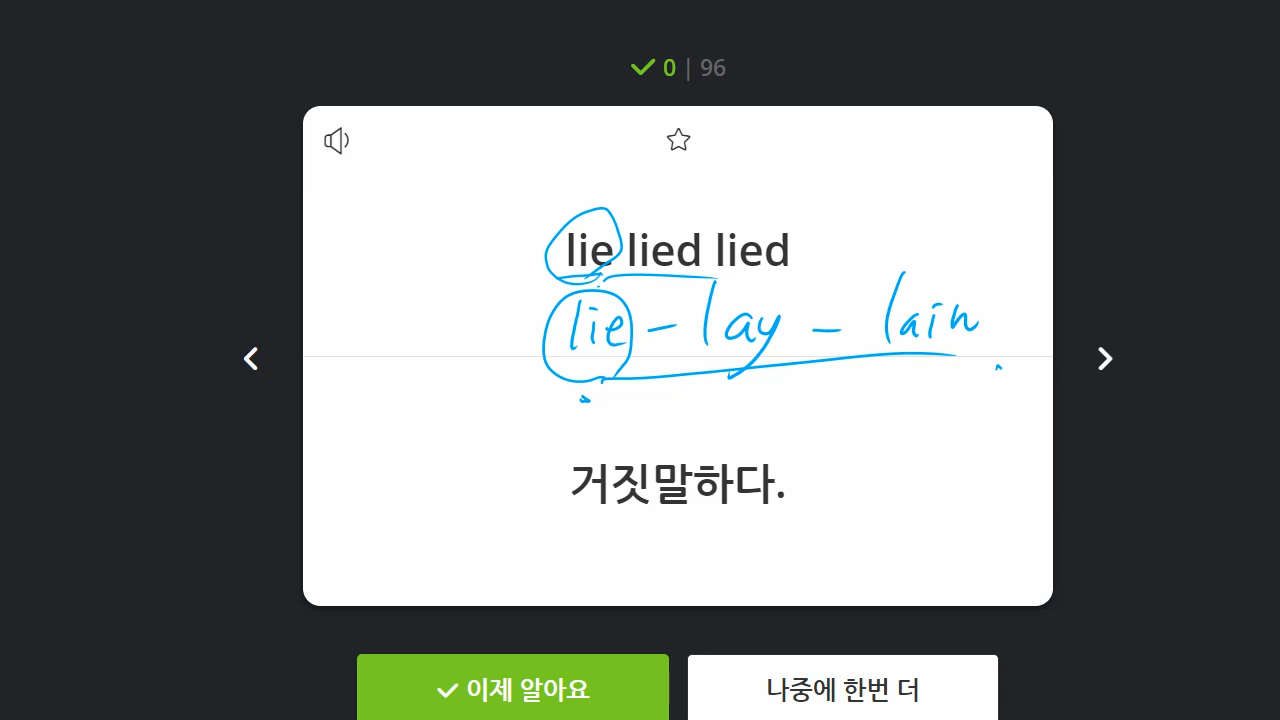 0 | 96
lie lied lied
lie - lay - lain
거짓말하다.
이제 알아요
나중에 한번 더